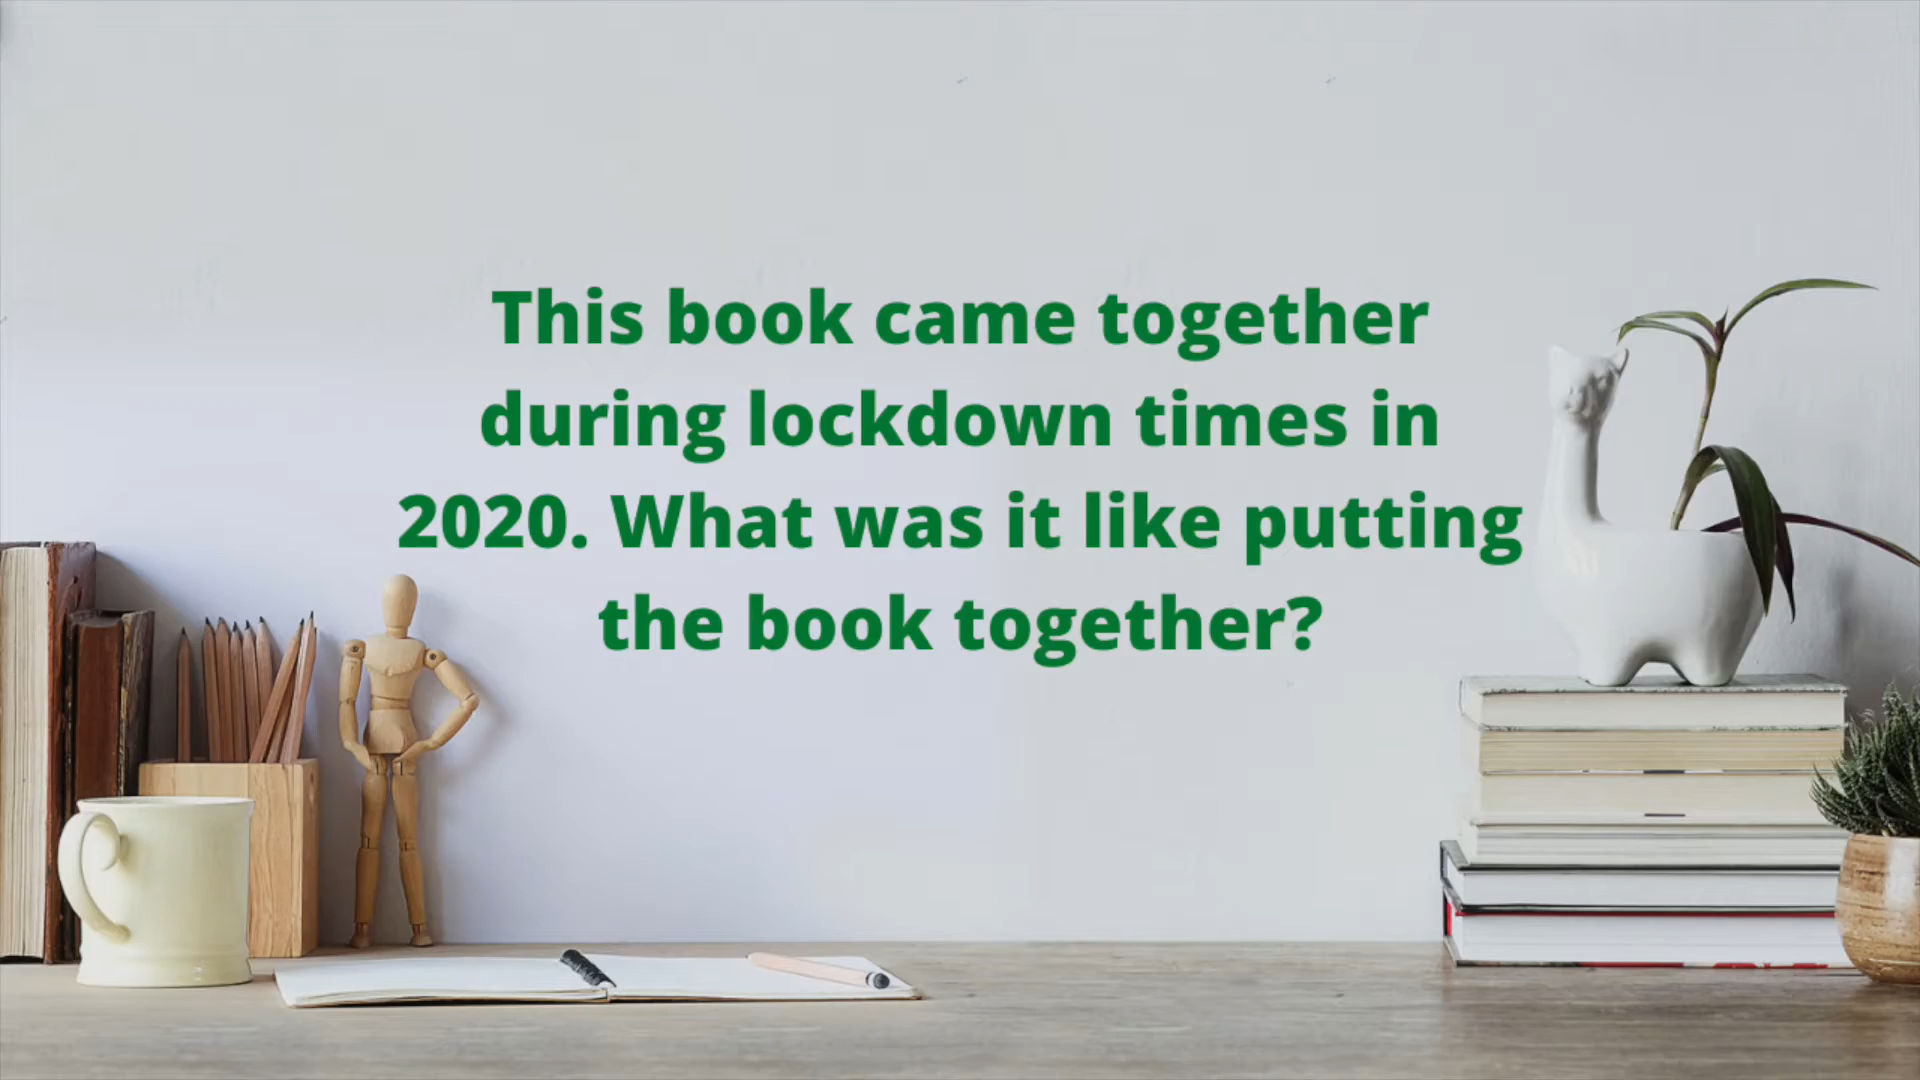 This book came together
during lockdown times in
2020. What was it like putting
the book together?